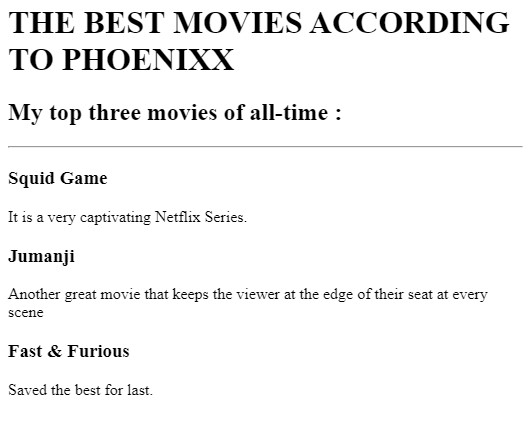 THE BEST MOVIES ACCORDING
TO PHOENIXX
My top three movies of all-time :
Squid Game
It is a very captivating Netflix Series.
Jumanji
Another great movie that keeps the viewer at the edge of their seat at every
scene
Fast & Furious
Saved the best for last.